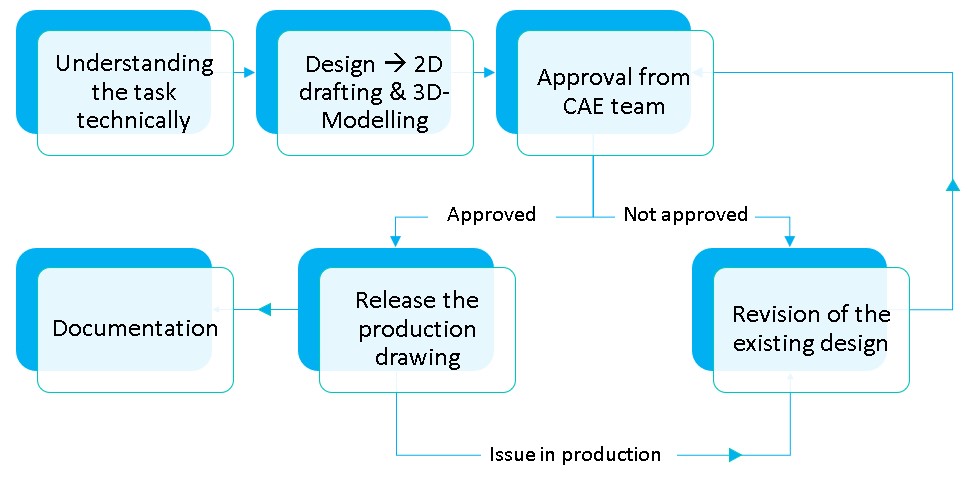 Understanding
the task
technically
Design → 2D
drafting & 3D-
Modelling
Approval from
CAE team
Approved
Not approved
Documentation
Release the
production
drawing
Revision of the
existing design
Issue in production